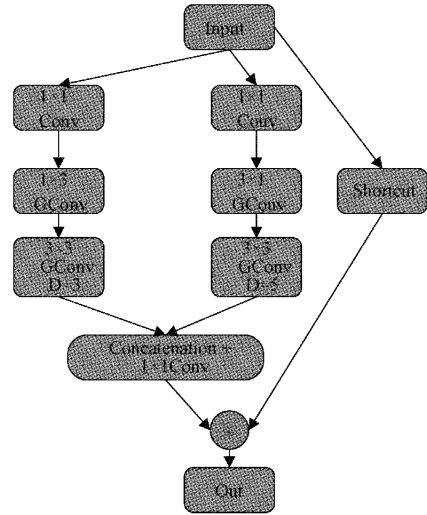 Input
1×1
Conv
1×1
Conv
1×3
GConv
3×1
GConv
Shortcut
3×3
GConv
D=3
3×3
GConv
D=5
Concatenation +
1×1Conv
Out